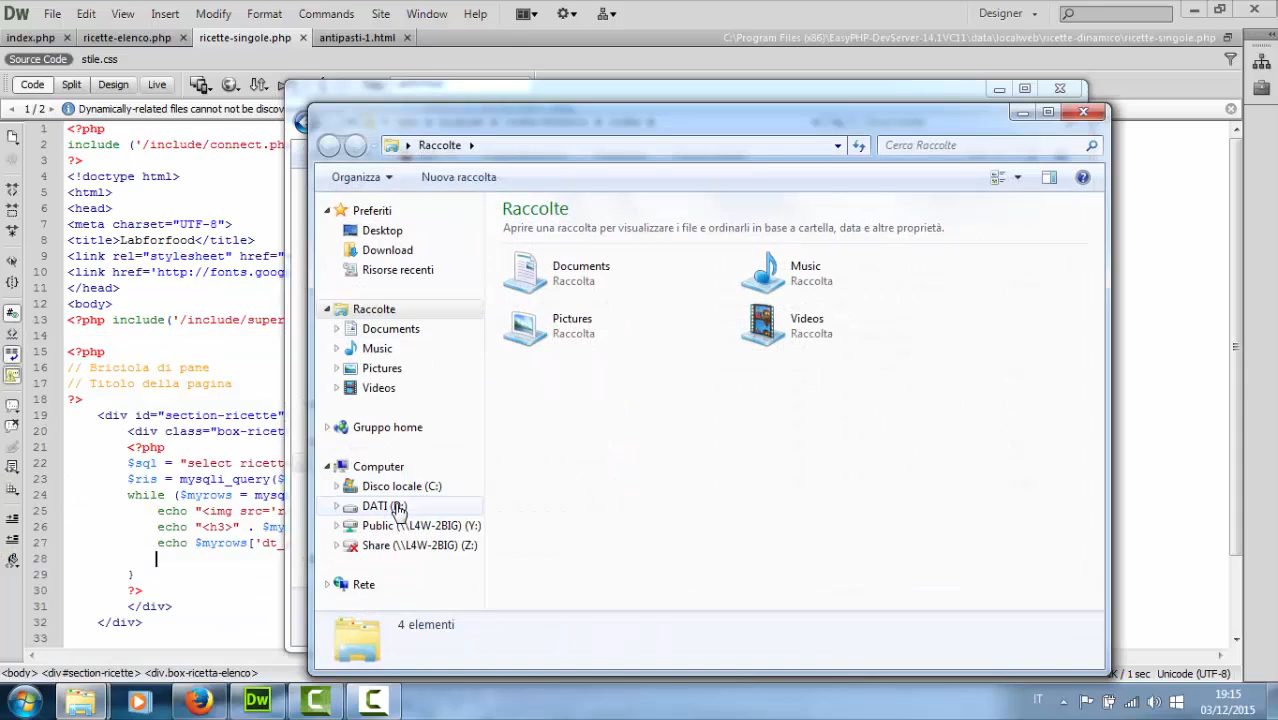 Dw File Edit View Insert Modify Format Commands Site Window Help Designer
index.php × ricette-elenco.php × ricette-singole.php × antipasti-1.html × C:\Program Files (x86)\EasyPHP-DevServer-14.1VC11\data\localweb\ricette-dinamico\ricette-singole.php
Source Code stile.css
Code Split Design Live
1 / 2 Dynamically-related files cannot not be discov
1 <?php
2 include ('/include/connect.ph
3 ?>
4 <!doctype html>
5 <html>
6 <head>
7 <meta charset="UTF-8">
8 <title>Labforfood</title>
9 <link rel="stylesheet" href="
10 <link href='http://fonts.goog
11 </head>
12 <body>
13 <?php include('/include/super
14
15 <?php
16 // Briciola di pane
17 // Titolo della pagina
18 ?>
19 <div id="section-ricette"
20 <div class="box-ricet
21 <?php
22 $sql = "select ricett
23 $ris = mysqli_query($
24 while ($myrows = mysq
25 echo "<img src='r
26 echo "<h3>" . $my
27 echo $myrows['dt_
28
29 }
30 ?>
31 </div>
32 </div>
33
Raccolte
Cerca Raccolte
Organizza Nuova raccolta
Preferiti
Desktop
Download
Risorse recenti
Raccolte
Documents
Music
Pictures
Videos
Gruppo home
Computer
Disco locale (C:)
DATI
Public (\\L4W-2BIG) (Y:)
Share (\\L4W-2BIG) (Z:)
Rete
Raccolte
Aprire una raccolta per visualizzare i file e ordinarli in base a cartella, data e altre proprietà.
Documents
Raccolta
Music
Raccolta
Pictures
Raccolta
Videos
Raccolta
4 elementi
<body> <div#section-ricette> <div.box-ricetta-elenco> K / 1 sec Unicode (UTF-8)
Dw IT 19:15
03/12/2015